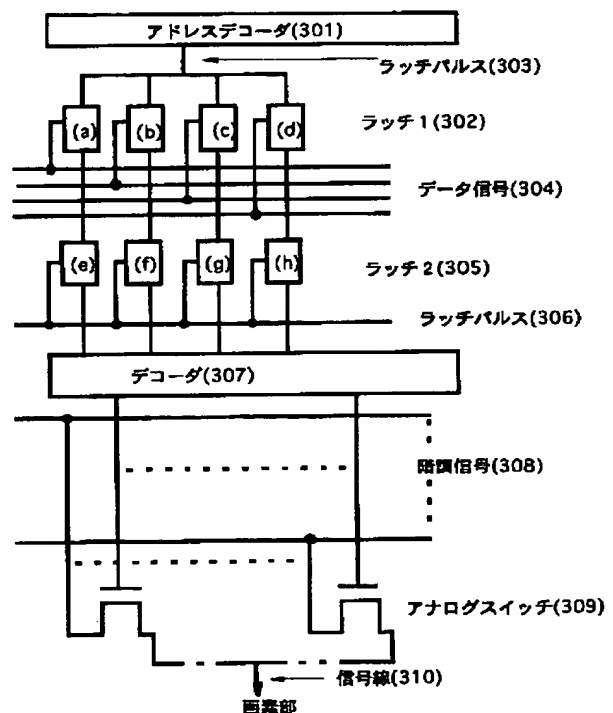 アドレスデコーダ(301)
ラッチパルス(303)
(a) (b) (c) (d) ラッチ1(302)
データ信号(304)
(e) (f) (g) (h) ラッチ2(305)
ラッチパルス(306)
デコーダ(307)
階調信号(308)
アナログスイッチ(309)
信号線(310)
画素部